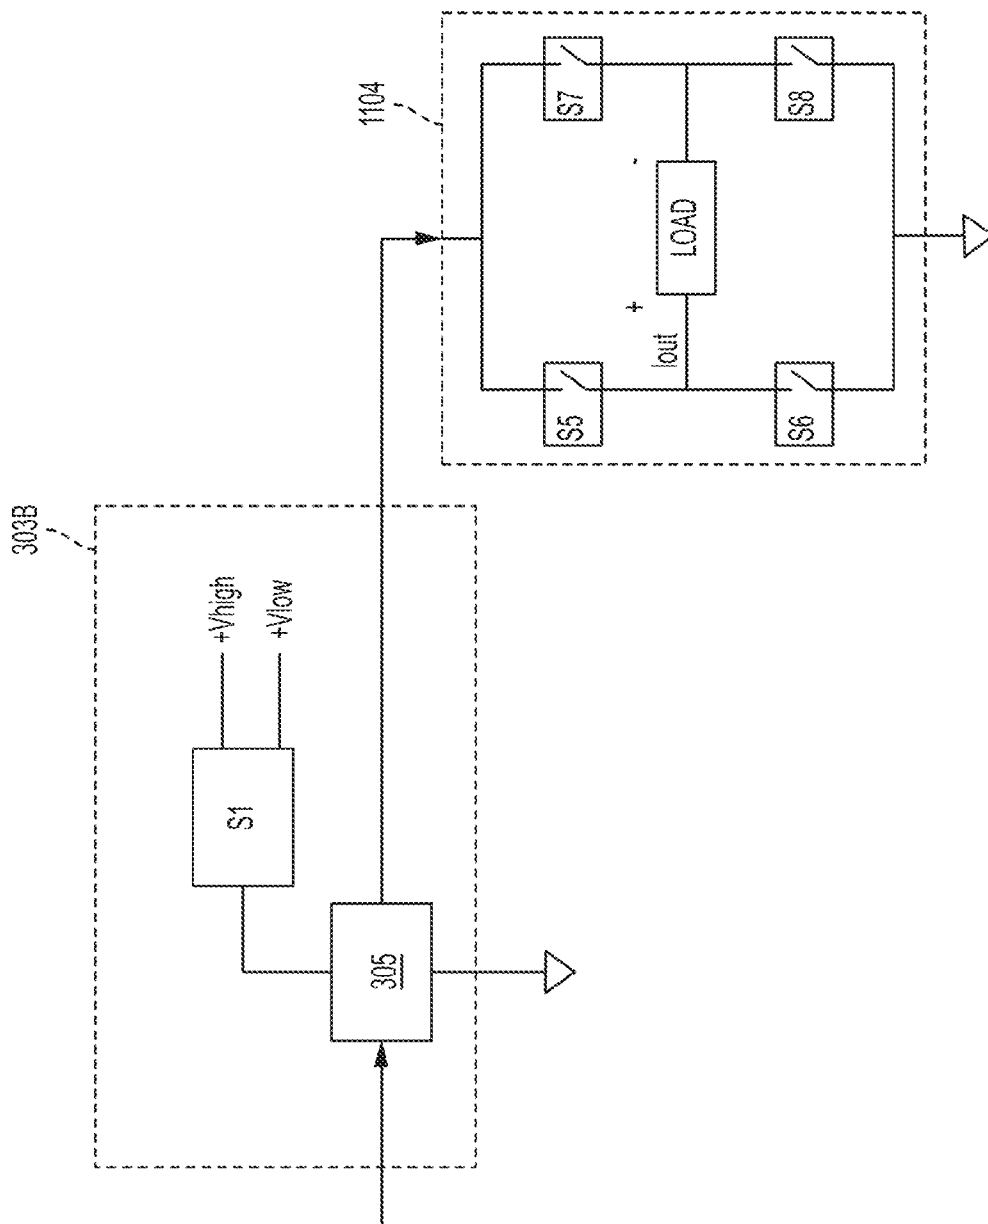 303B
S1
+Vhigh
+Vlow
305
1104
S5
S7
Iout
+
LOAD
-
S6
S8